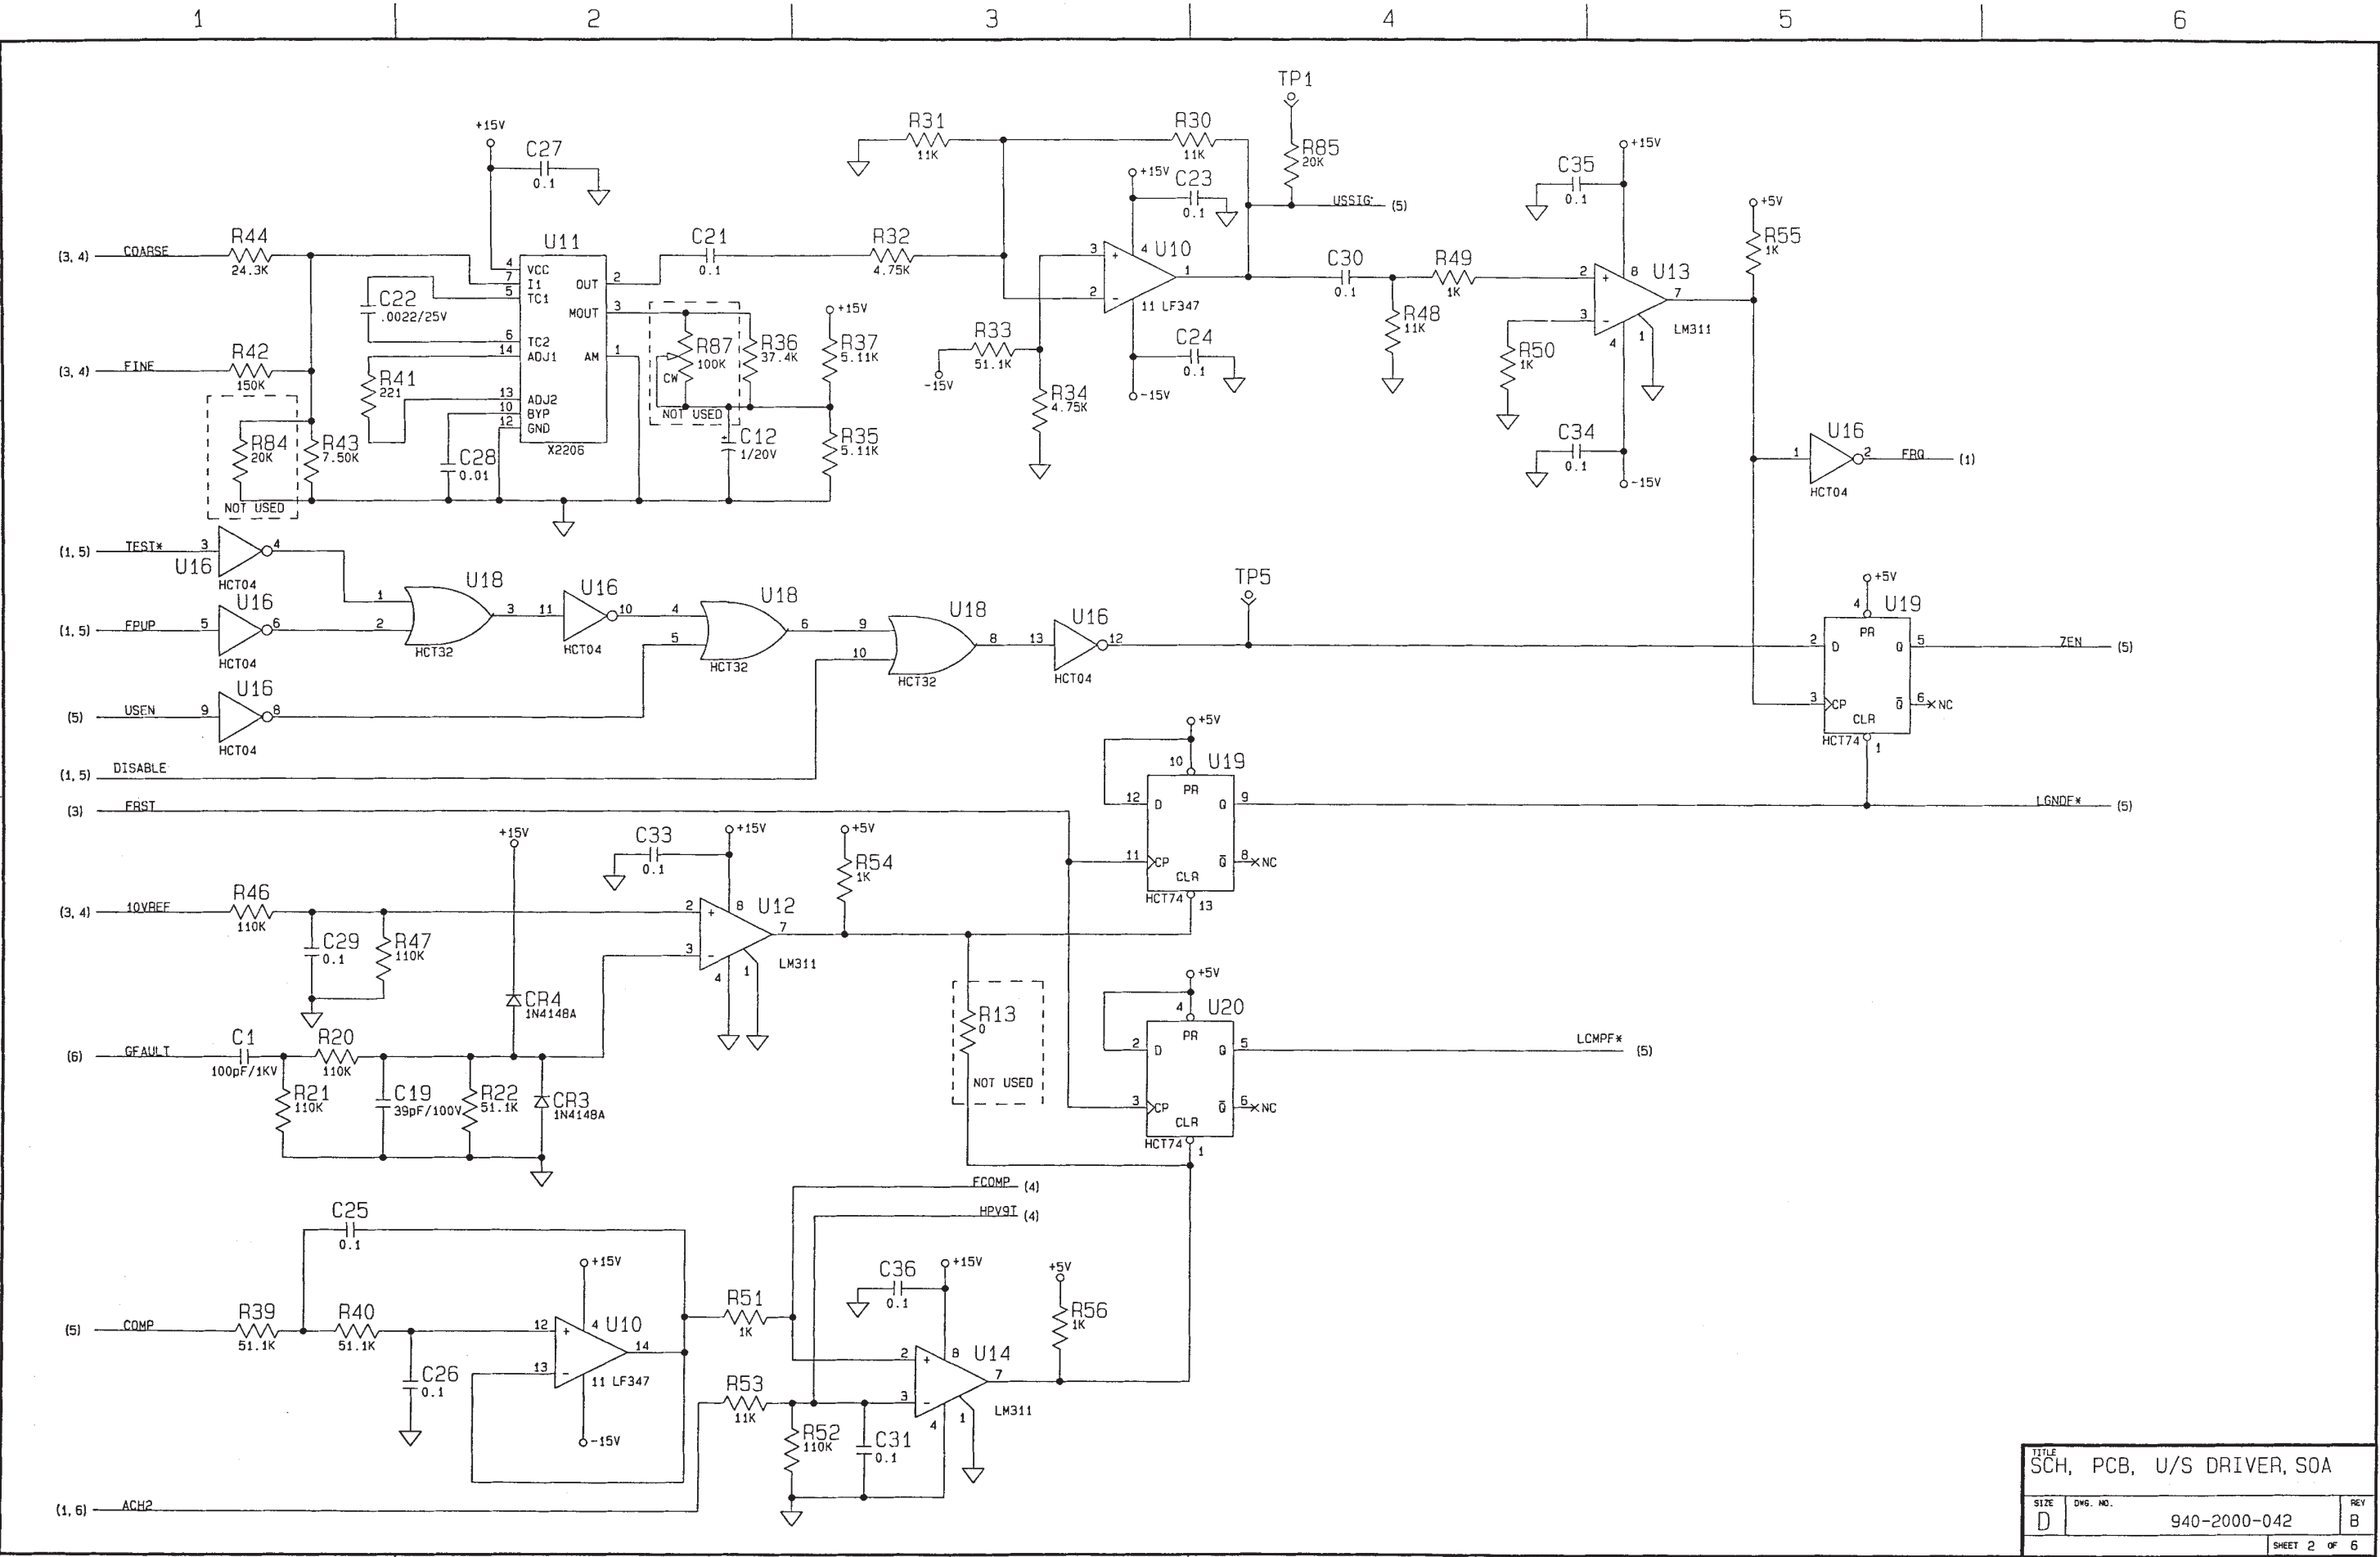 1 2 3 4 5 6
TP1
+15V
C27
0.1
R31
11K
R30
11K
R85
20K
+15V
C23
0.1
USSIG (5)
C35
0.1
+15V
+5V
R55
1K
(3, 4) COARSE
R44
24.3K
U11
4 VCC
7 I1
5 TC1
6 TC2
14 ADJ1
13 ADJ2
10 BYP
12 GND
OUT 2
MOUT 3
AM 1
X2206
C21
0.1
R32
4.75K
3 +
2 -
4 U10
1
11 LF347
C30
0.1
R49
1K
2 +
3 -
8 U13
7
LM311
4
1
C22
.0022/25V
R87
100K
CW
NOT USED
R36
37.4K
+15V
R37
5.11K
R33
51.1K
-15V
C24
0.1
-15V
R48
11K
R50
1K
(3, 4) FINE
R42
150K
R41
221
R34
4.75K
R84
20K
NOT USED
R43
7.50K
C28
0.01
C12
1/20V
+
R35
5.11K
C34
0.1
-15V
U16
1
2
HCT04
FRQ (1)
(1, 5) TEST*
3
4
U16
HCT04
U18
1
2
3
HCT32
U16
11
10
HCT04
U18
4
5
6
HCT32
U18
9
10
8
HCT32
U16
13
12
HCT04
TP5
+5V
4 U19
PR
2 D
Q 5
ZEN (5)
3 CP
Q 6 NC
CLR
HCT74 1
(1, 5) FPUP
5
U16
6
HCT04
(5) USEN
9
U16
8
HCT04
(1, 5) DISABLE
(3) FRST
+5V
10 U19
PR
12 D
Q 9
LGNDF* (5)
11 CP
Q 8 NC
CLR
HCT74 13
+15V
C33
0.1
+15V
+5V
R54
1K
(3, 4) 10VREF
R46
110K
2 +
3 -
8 U12
7
LM311
4
1
C29
0.1
R47
110K
CR4
1N4148A
R13
0
NOT USED
+5V
4 U20
PR
2 D
Q 5
LCMPF* (5)
3 CP
Q 6 NC
CLR
HCT74 1
(6) GFAULT
C1
100pF/1KV
R20
110K
R21
110K
C19
39pF/100V
R22
51.1K
CR3
1N4148A
FCOMP (4)
HPV9I (4)
C25
0.1
+15V
C36
0.1
+15V
+5V
R56
1K
(5) COMP
R39
51.1K
R40
51.1K
12 +
13 -
4 U10
14
11 LF347
-15V
C26
0.1
R51
1K
R53
11K
2 +
3 -
8 U14
7
LM311
4
1
R52
110K
C31
0.1
(1, 6) ACH2
TITLE
SCH, PCB, U/S DRIVER, SOA
SIZE
D
DWG. NO.
940-2000-042
REV
B
SHEET 2 OF 6